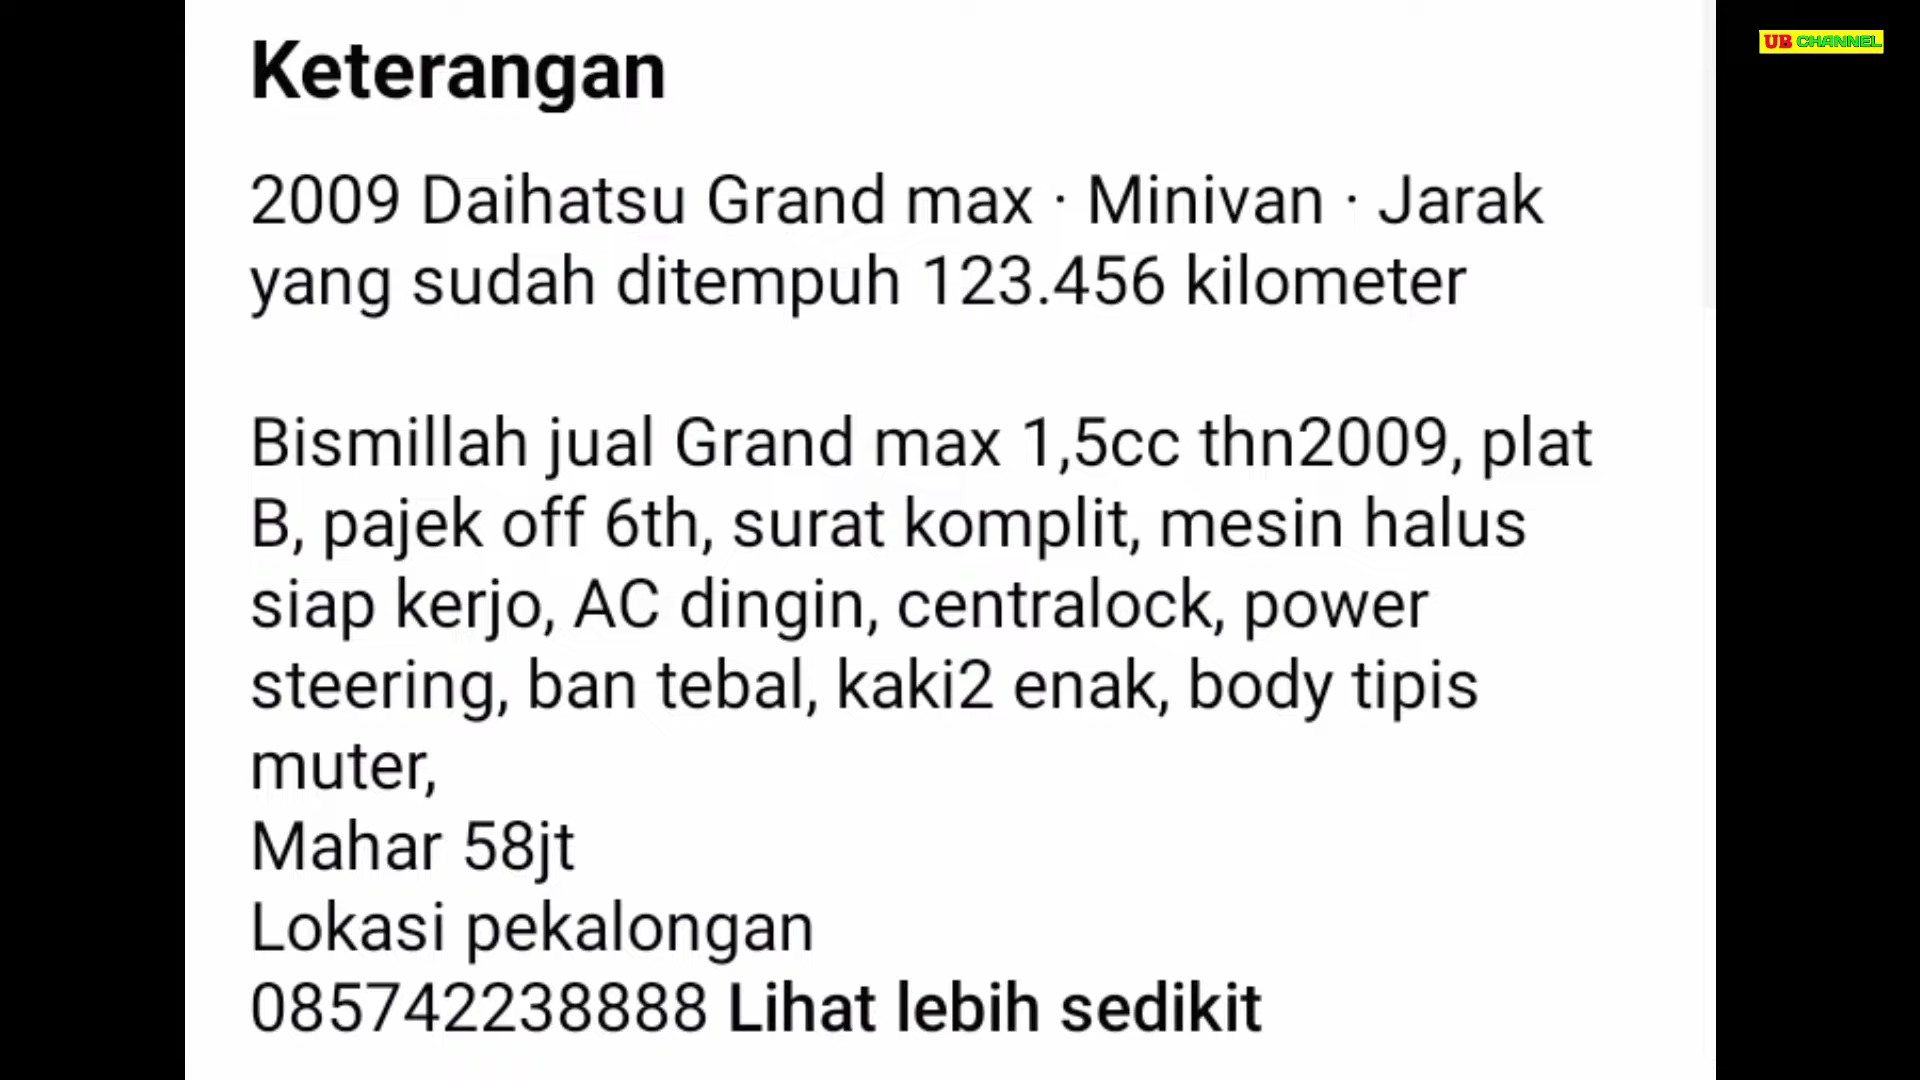 UB CHANNEL
Keterangan
2009 Daihatsu Grand max · Minivan · Jarak
yang sudah ditempuh 123.456 kilometer
Bismillah jual Grand max 1,5cc thn2009, plat
B, pajek off 6th, surat komplit, mesin halus
siap kerjo, AC dingin, centralock, power
steering, ban tebal, kaki2 enak, body tipis
muter,
Mahar 58jt
Lokasi pekalongan
085742238888 Lihat lebih sedikit